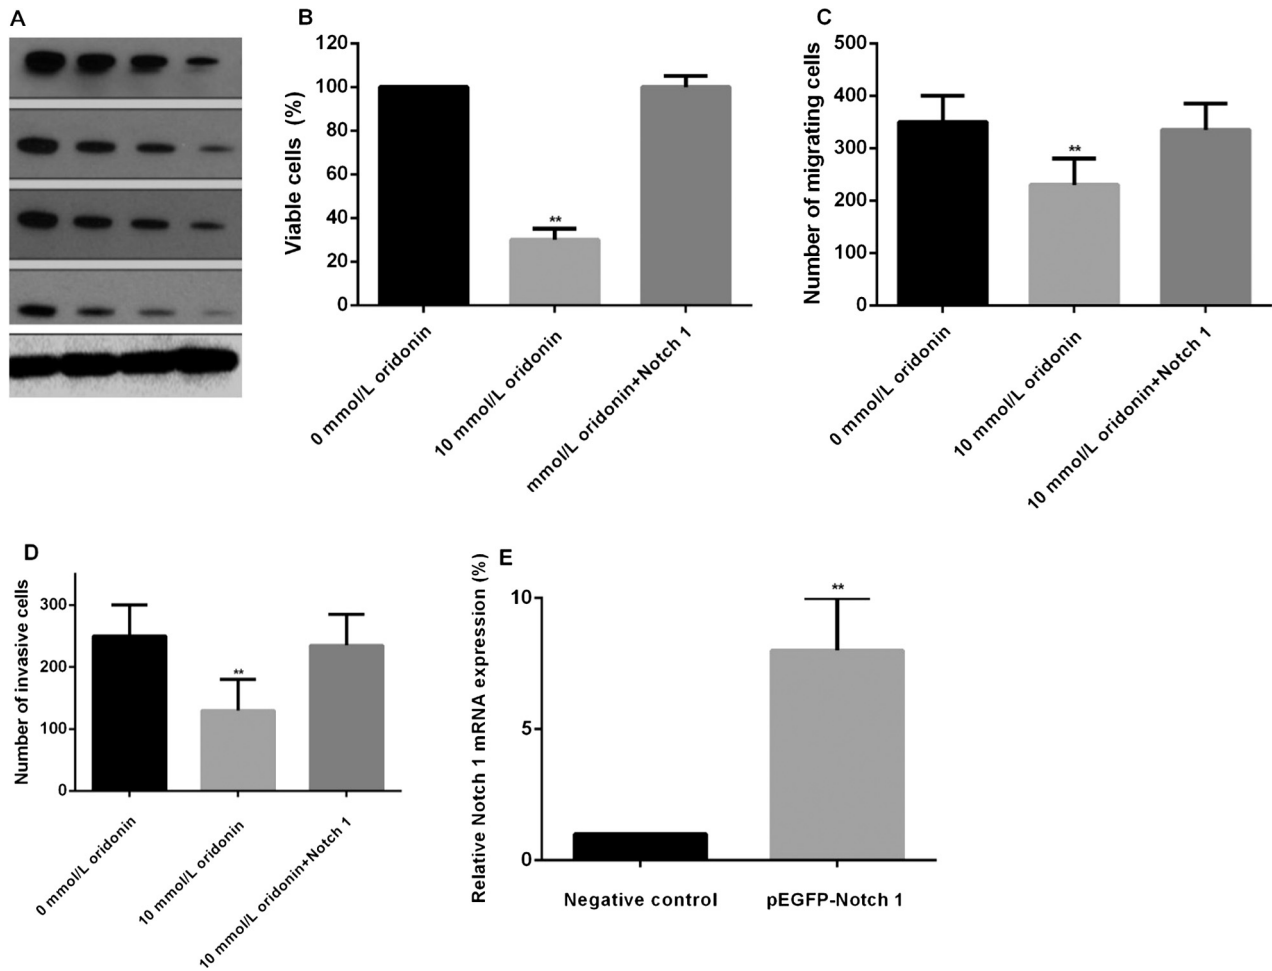 A
B
Viable cells (%)
120
100
80
60
40
20
0
**
0 mmol/L oridonin
10 mmol/L oridonin
mmol/L oridonin+Notch 1
C
Number of migrating cells
500
400
300
200
100
0
**
0 mmol/L oridonin
10 mmol/L oridonin
10 mmol/L oridonin+Notch 1
D
Number of invasive cells
300
200
100
0
**
0 mmol/L oridonin
10 mmol/L oridonin
10 mmol/L oridonin+Notch 1
E
Relative Notch 1 mRNA expression (%)
10
5
0
**
Negative control
pEGFP-Notch 1